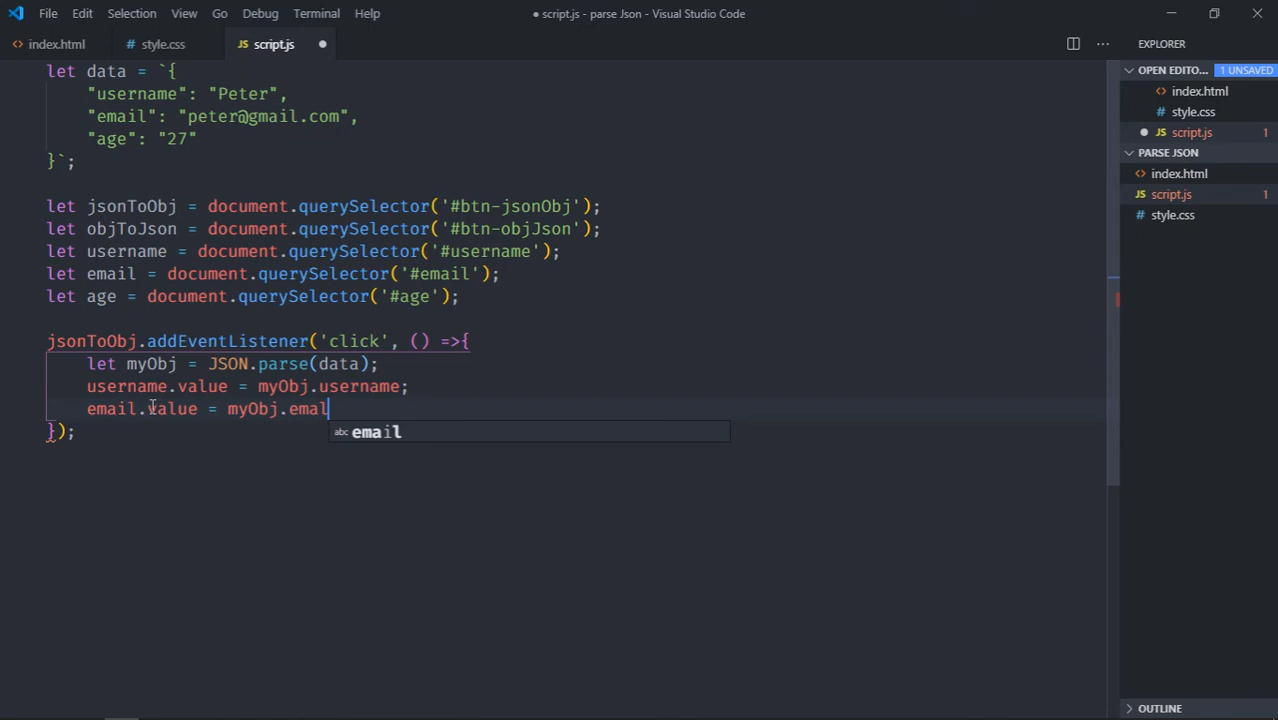 File Edit Selection View Go Debug Terminal Help ● script.js - parse Json - Visual Studio Code
index.html # style.css JS script.js ● ··· EXPLORER
let data = `{
"username": "Peter",
"email": "peter@gmail.com",
"age": "27"
}`;
let jsonToObj = document.querySelector('#btn-jsonObj');
let objToJson = document.querySelector('#btn-objJson');
let username = document.querySelector('#username');
let email = document.querySelector('#email');
let age = document.querySelector('#age');
jsonToObj.addEventListener('click', () =>{
let myObj = JSON.parse(data);
username.value = myObj.username;
email.value = myObj.emal
abc email
});
OPEN EDITO... 1 UNSAVED
<> index.html
# style.css
● JS script.js 1
PARSE JSON
<> index.html
JS script.js 1
# style.css
OUTLINE